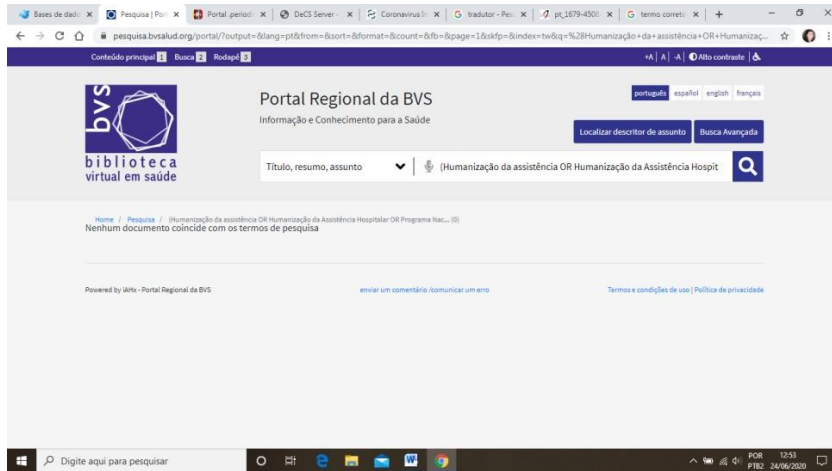 Bases de dado
Pesquisa | Por
Portal .periodi
DeCS Server -
Coronavirus In
tradutor - Pes
pt_1679-4508
termo correto
pesquisa.bvsalud.org/portal/?output=&lang=pt&from=&sort=&format=&count=&fb=&page=1&skfp=&index=tw&q=%28Humanização+da+assistência+OR+Humanizaç...
Conteúdo principal 1 Busca 2 Rodapé 3
+A | A | -A | Alto contraste
bvs
biblioteca
virtual em saúde
Portal Regional da BVS
Informação e Conhecimento para a Saúde
português español english français
Localizar descritor de assunto
Busca Avançada
Título, resumo, assunto
(Humanização da assistência OR Humanização da Assistência Hospit
Home / Pesquisa / (Humanização da assistência OR Humanização da Assistência Hospitalar OR Programa Nac... (0)
Nenhum documento coincide com os termos de pesquisa
Powered by iAHx - Portal Regional da BVS
enviar um comentário /comunicar um erro
Termos e condições de uso | Política de privacidade
Digite aqui para pesquisar
POR
PTB2
12:53
24/06/2020